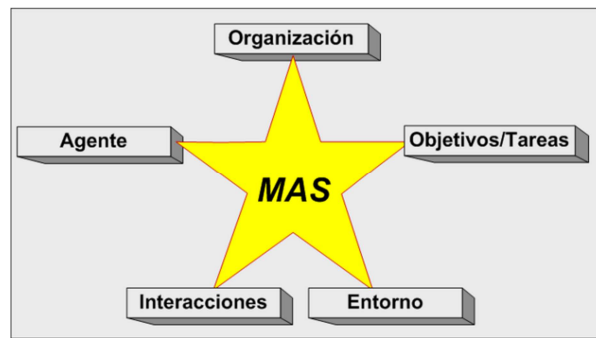 Organización
Agente
Objetivos/Tareas
MAS
Interacciones
Entorno